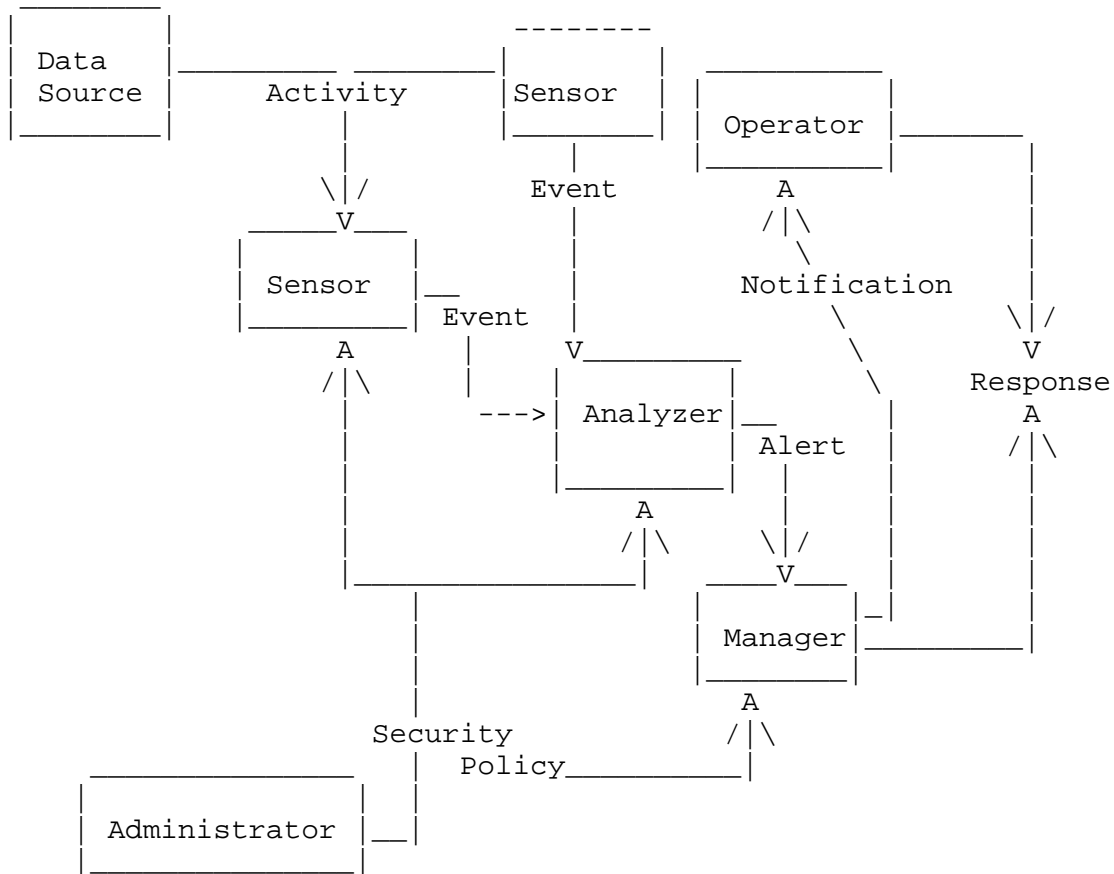 Data
Source
Activity
Sensor
Operator
Event
Sensor
Notification
Event
Response
Analyzer
Alert
Manager
Security
Policy
Administrator